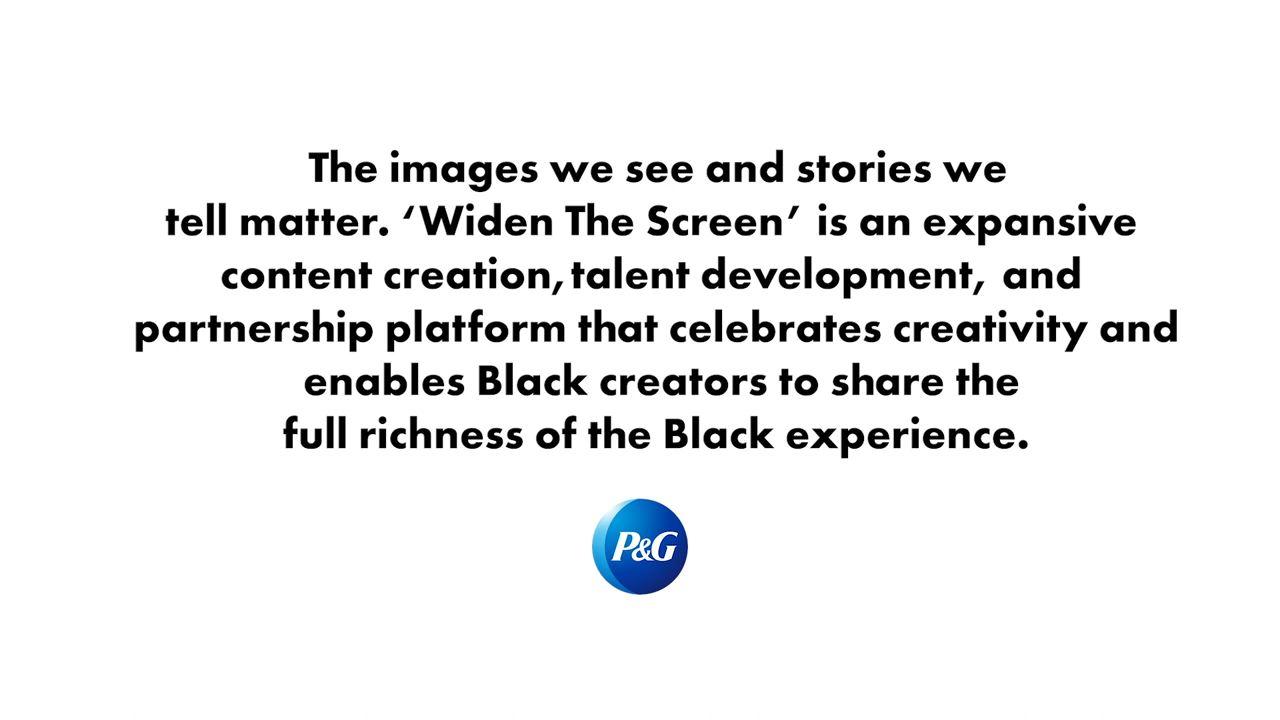 The images we see and stories we
tell matter. ‘Widen The Screen’ is an expansive
content creation, talent development, and
partnership platform that celebrates creativity and
enables Black creators to share the
full richness of the Black experience.
P&G